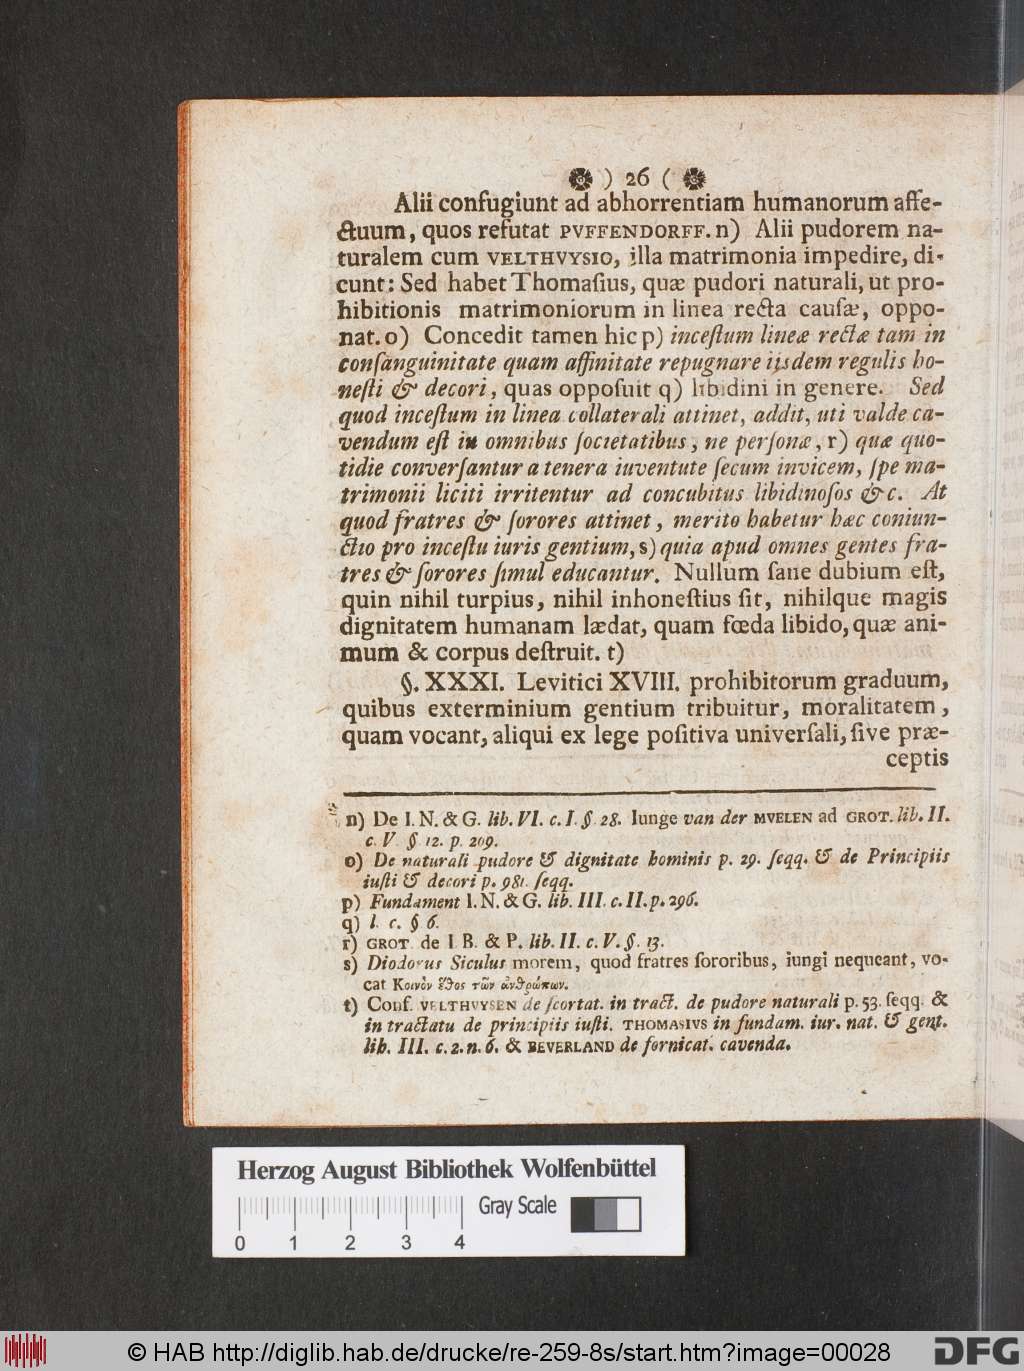 ) 26 (
Alii confugiunt ad abhorrentiam humanorum affe-
ctuum, quos refutat PVFFENDORFF. n) Alii pudorem na-
turalem cum VELTHVYSIO, illa matrimonia impedire, di-
cunt: Sed habet Thomaſius, quæ pudori naturali, ut pro-
hibitionis matrimoniorum in linea recta cauſæ, oppo-
nat. o) Concedit tamen hic p) inceſtum lineæ rectæ tam in
conſanguinitate quam affinitate repugnare iisdem regulis ho-
neſti & decori, quas oppoſuit q) libidini in genere. Sed
quod inceſtum in linea collaterali attinet, addit, uti valde ca-
vendum eſt in omnibus ſocietatibus, ne perſonæ, r) quæ quo-
tidie converſantur a tenera iuventute ſecum invicem, ſpe ma-
trimonii liciti irritentur ad concubitus libidinoſos &c. At
quod fratres & ſorores attinet, merito habetur hæc coniun-
ctio pro inceſtu iuris gentium, s) quia apud omnes gentes fra-
tres & ſorores ſimul educantur. Nullum ſane dubium eſt,
quin nihil turpius, nihil inhoneſtius ſit, nihilque magis
dignitatem humanam lædat, quam fœda libido, quæ ani-
mum & corpus deſtruit. t)
§. XXXI. Levitici XVIII. prohibitorum graduum,
quibus exterminium gentium tribuitur, moralitatem,
quam vocant, aliqui ex lege poſitiva univerſali, ſive præ-
ceptis
n) De I. N. & G. lib. VI. c. I. §. 28. Iunge van der MVELEN ad GROT. lib. II.
c. V. § 12. p. 209.
o) De naturali pudore & dignitate hominis p. 29. ſeqq. & de Principiis
iuſti & decori p. 981. ſeqq.
p) Fundament I. N. & G. lib. III. c. II. p. 296.
q) l. c. § 6.
r) GROT. de I. B. & P. lib. II. c. V. §. 13.
s) Diodorus Siculus morem, quod fratres ſororibus, iungi nequeant, vo-
cat Κοινὸν ἔθος τῶν ἀνθρώπων.
t) Conf. VELTHVYSEN de ſcortat. in tract. de pudore naturali p. 53. ſeqq. &
in tractatu de principiis iuſti. THOMASIVS in fundam. iur. nat. & gent.
lib. III. c. 2. n. 6. & BEVERLAND de fornicat. cavenda.
Herzog August Bibliothek Wolfenbüttel
Gray Scale
0 1 2 3 4
© HAB http://diglib.hab.de/drucke/re-259-8s/start.htm?image=00028
DFG